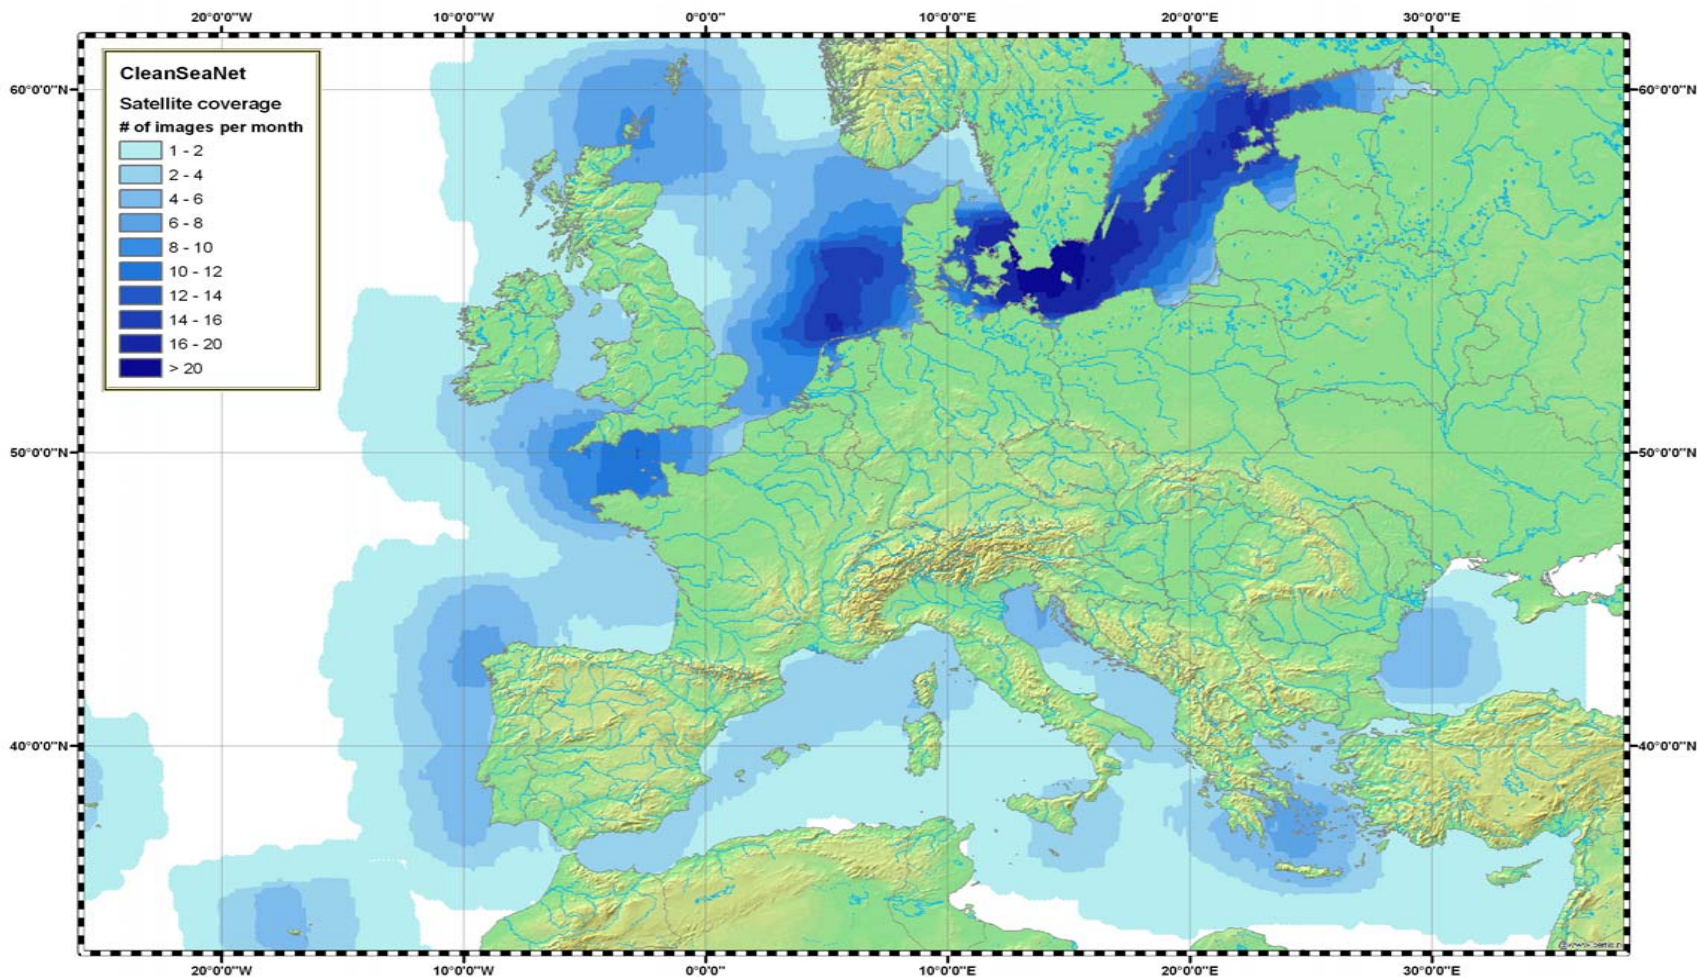 20°0'0"W 10°0'0"W 0°0'0" 10°0'0"E 20°0'0"E 30°0'0"E
CleanSeaNet
Satellite coverage
# of images per month
1 - 2
2 - 4
4 - 6
6 - 8
8 - 10
10 - 12
12 - 14
14 - 16
16 - 20
> 20
60°0'0"N 60°0'0"N
50°0'0"N 50°0'0"N
40°0'0"N 40°0'0"N
20°0'0"W 10°0'0"W 0°0'0" 10°0'0"E 20°0'0"E 30°0'0"E